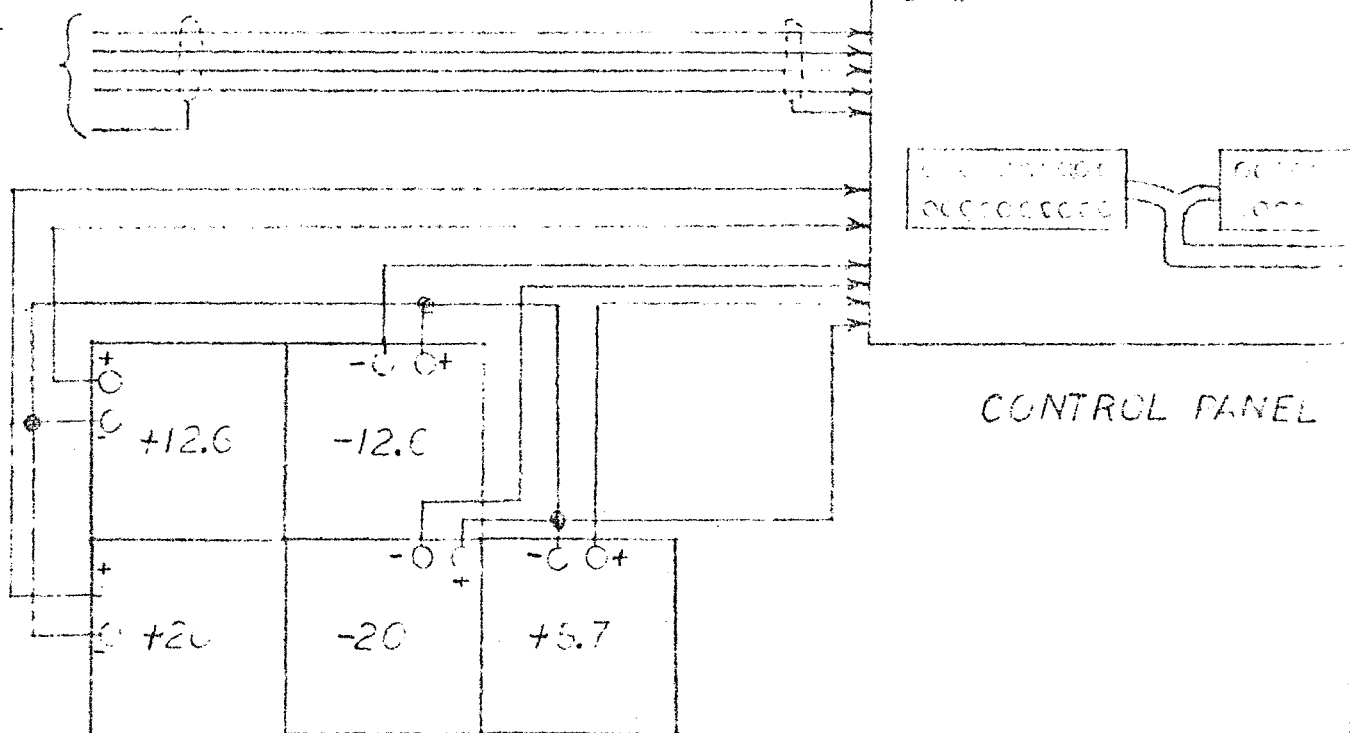 - +
+
+12.6 -12.6
-
CONTROL PANEL
- + - +
+
+20 -20 +5.7
-